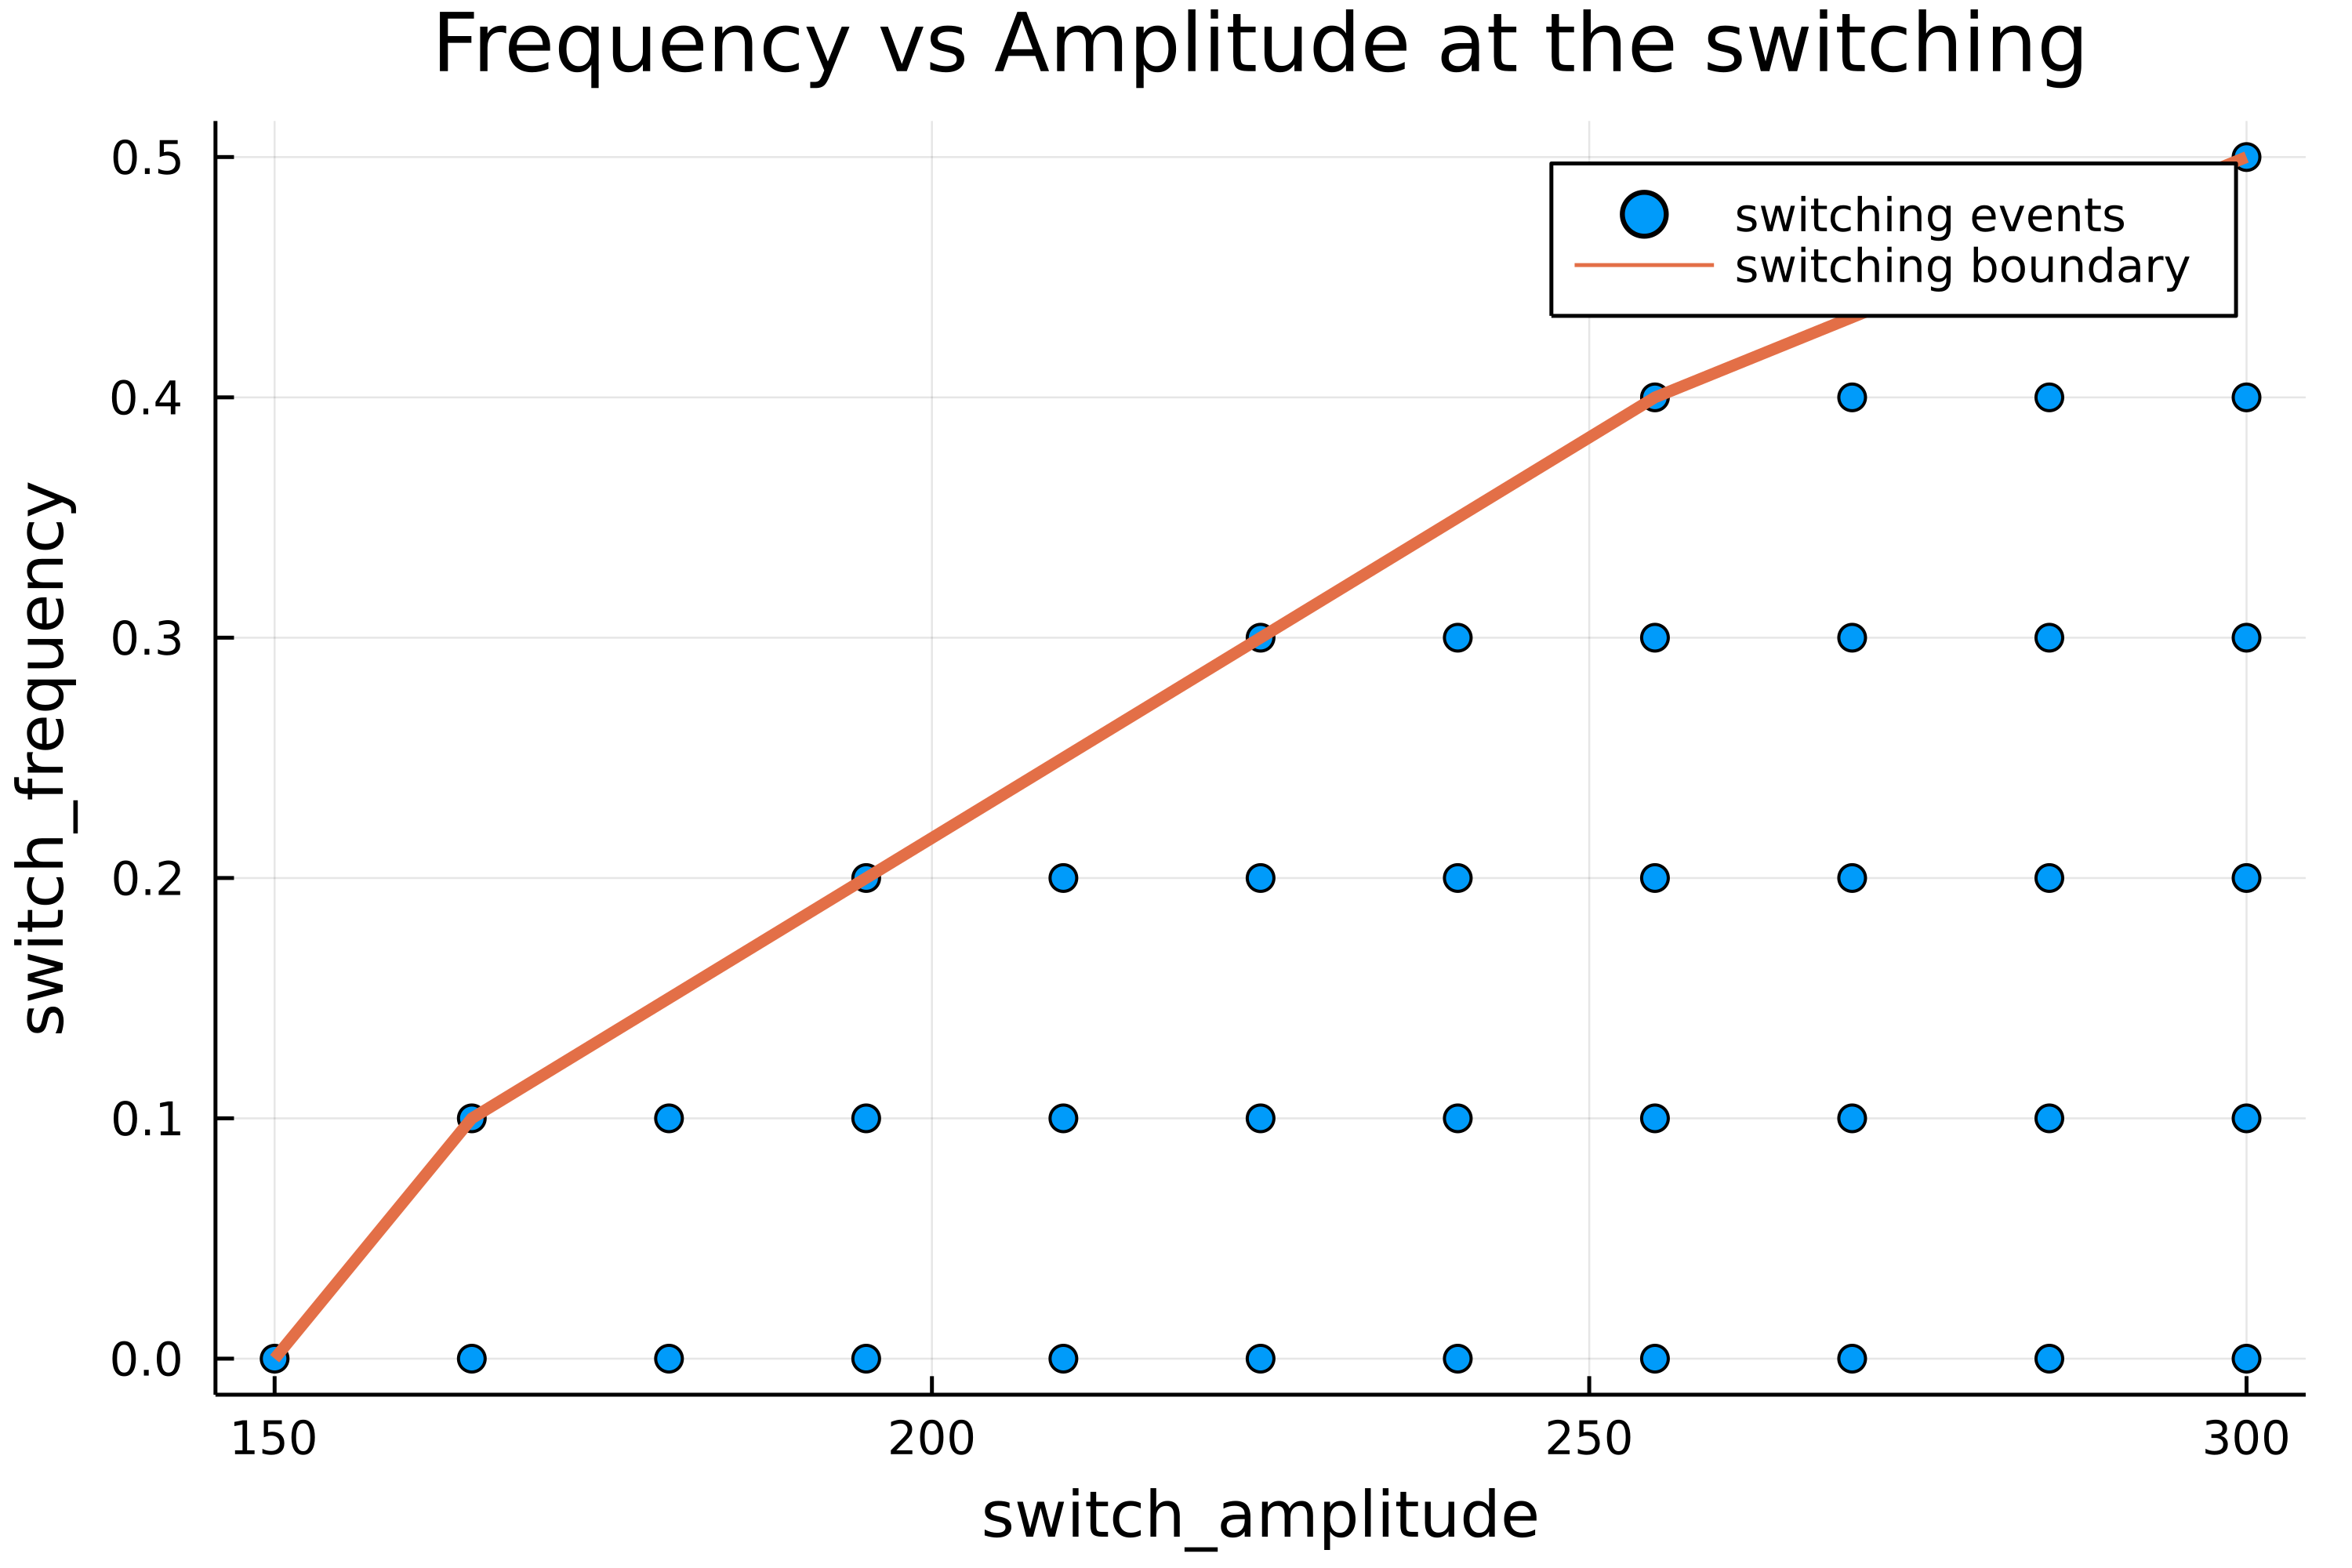 Frequency vs Amplitude at the switching
switching events
switching boundary
switch_frequency
0.5
0.4
0.3
0.2
0.1
0.0
150 200 250 300
switch_amplitude